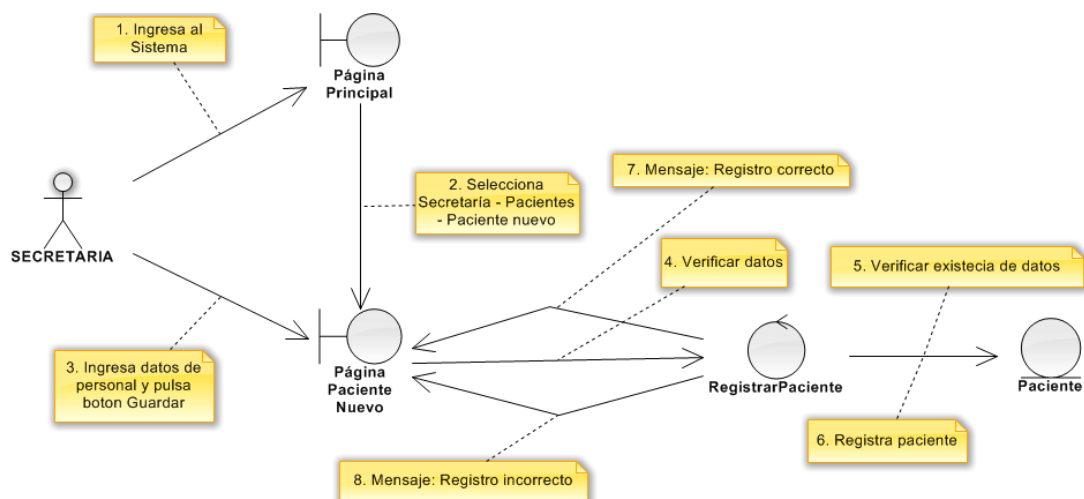 1. Ingresa al
Sistema
Página
Principal
2. Selecciona
Secretaría - Pacientes
- Paciente nuevo
7. Mensaje: Registro correcto
SECRETARIA
4. Verificar datos
5. Verificar existecia de datos
3. Ingresa datos de
personal y pulsa
boton Guardar
Página
Paciente
Nuevo
RegistrarPaciente
Paciente
6. Registra paciente
8. Mensaje: Registro incorrecto